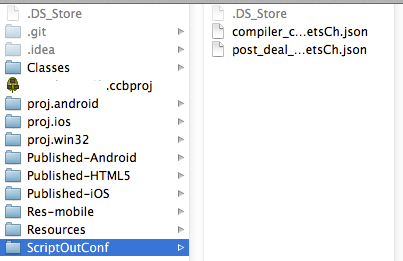 .DS_Store
.git
.idea
Classes
.ccbproj
proj.android
proj.ios
proj.win32
Published-Android
Published-HTML5
Published-iOS
Res-mobile
Resources
ScriptOutConf
.DS_Store
compiler_c...etsCh.json
post_deal_...etsCh.json